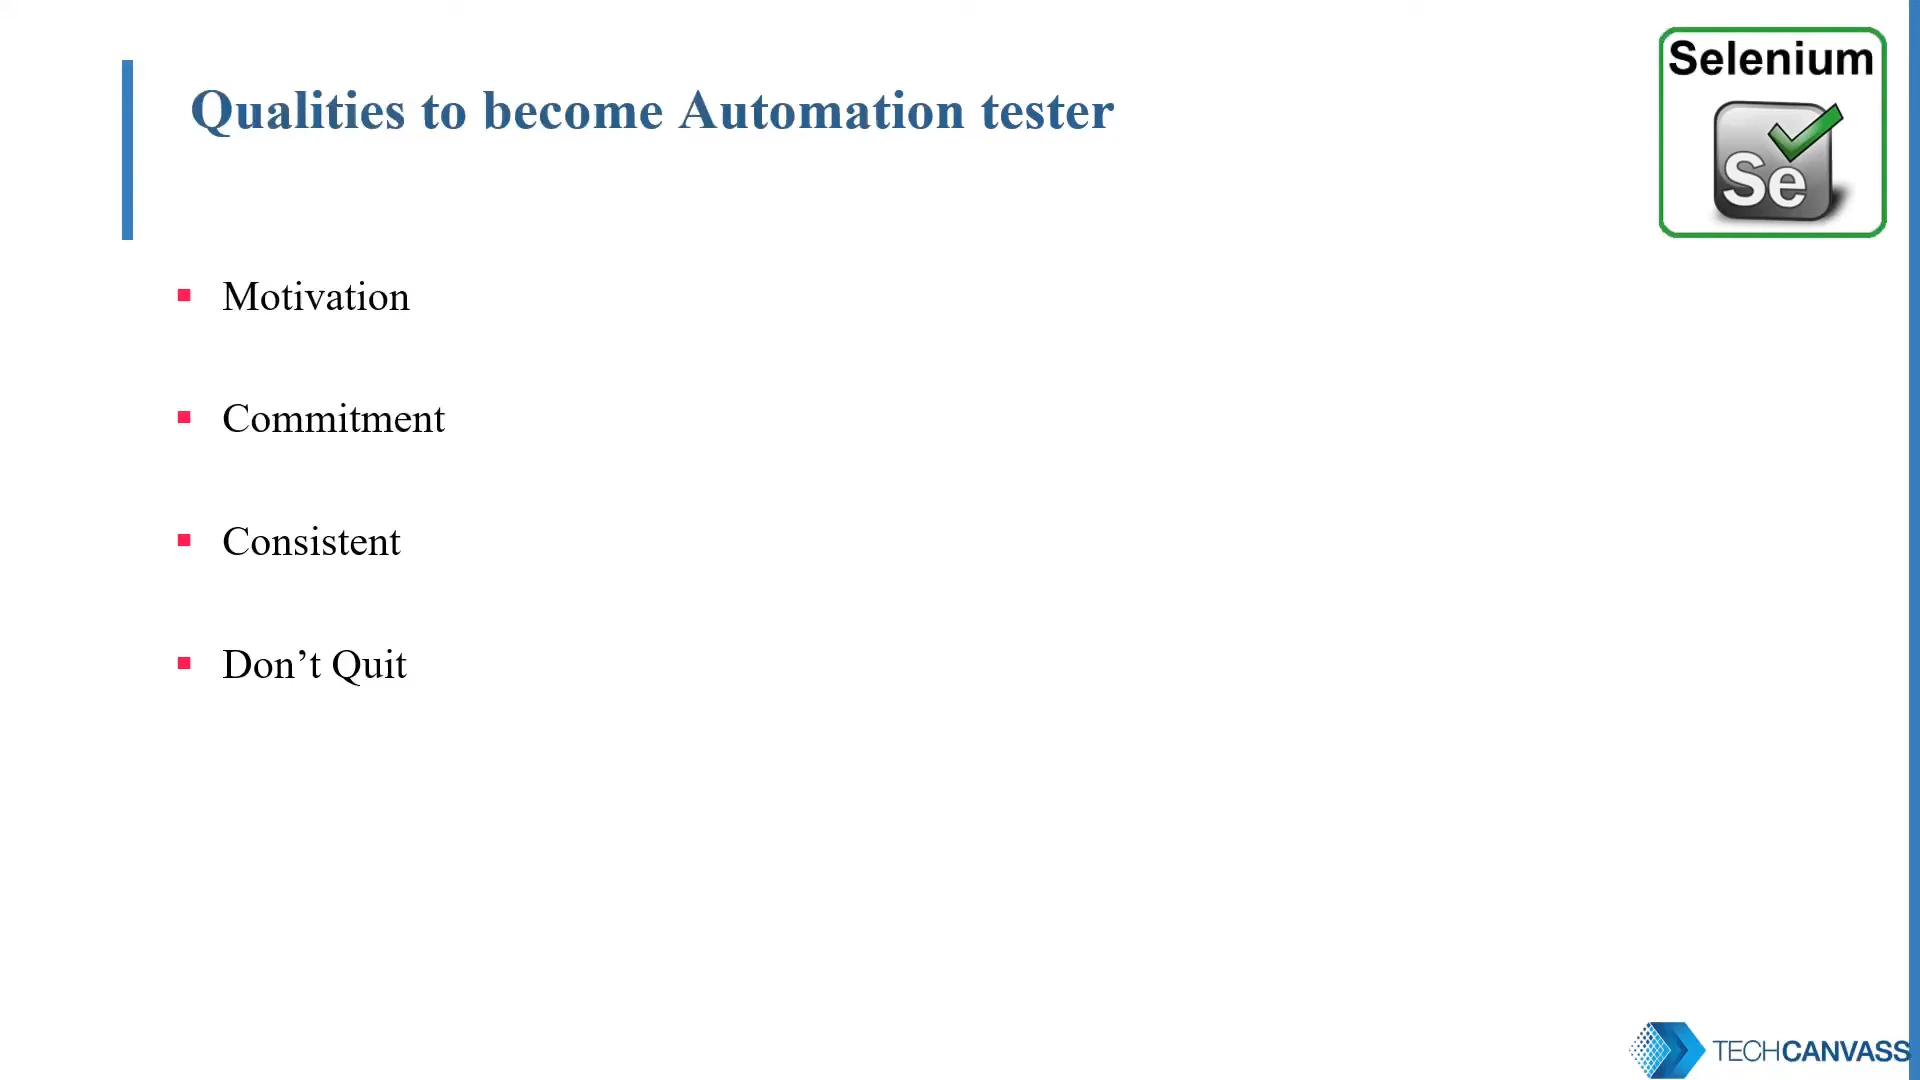 Selenium
Se
Qualities to become Automation tester
▪ Motivation
▪ Commitment
▪ Consistent
▪ Don’t Quit
TECHCANVASS